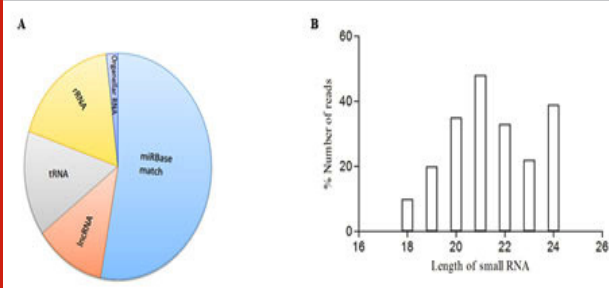 A
Organellar RNA
rRNA
miRBase
match
tRNA
lncRNA
B
% Number of reads
60
40
20
0
16
18
20
22
24
26
Length of small RNA